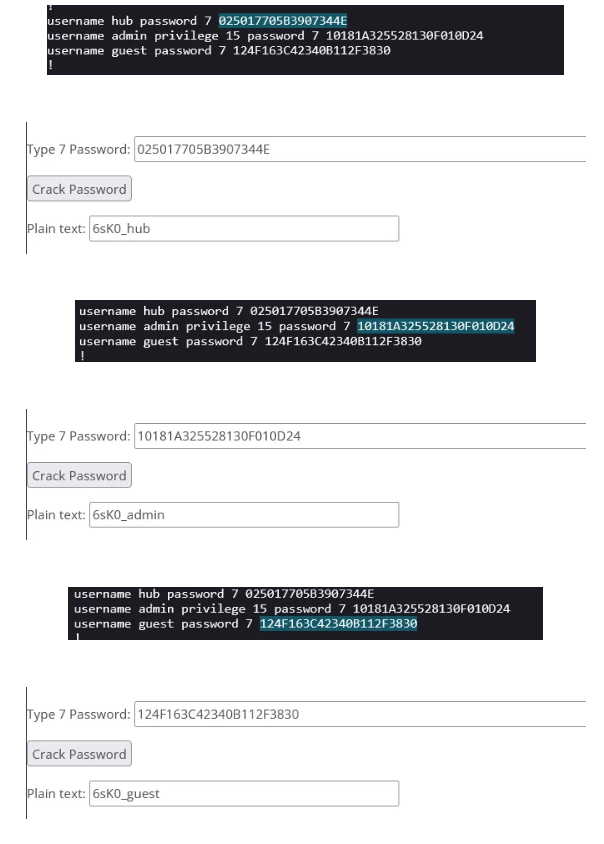 !
username hub password 7 025017705B3907344E
username admin privilege 15 password 7 10181A325528130F010D24
username guest password 7 124F163C42340B112F3830
!
Type 7 Password: 025017705B3907344E
Crack Password
Plain text: 6sK0_hub
username hub password 7 025017705B3907344E
username admin privilege 15 password 7 10181A325528130F010D24
username guest password 7 124F163C42340B112F3830
!
Type 7 Password: 10181A325528130F010D24
Crack Password
Plain text: 6sK0_admin
username hub password 7 025017705B3907344E
username admin privilege 15 password 7 10181A325528130F010D24
username guest password 7 124F163C42340B112F3830
!
Type 7 Password: 124F163C42340B112F3830
Crack Password
Plain text: 6sK0_guest